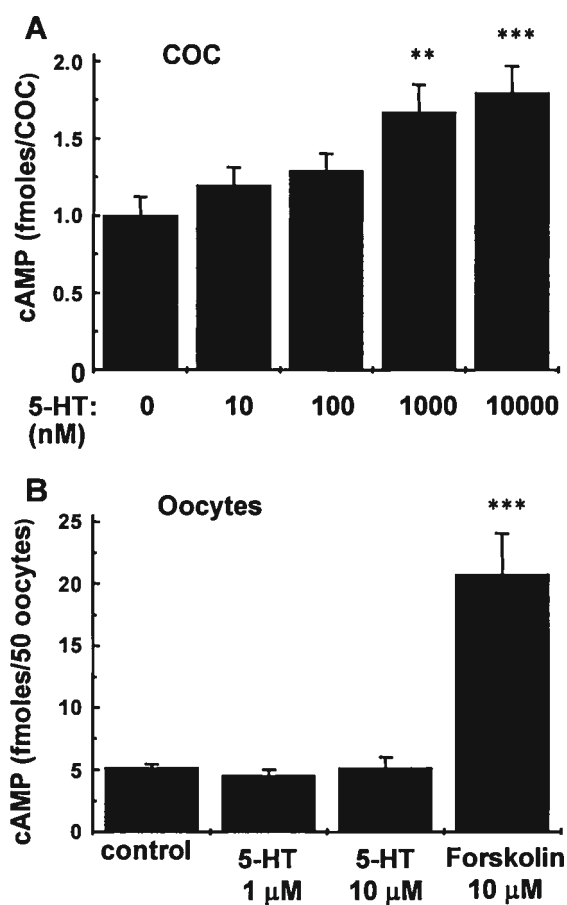 A
COC
** ***
cAMP (fmoles/COC)
2.0
1.5
1.0
0.5
0
5-HT: 0 10 100 1000 10000
(nM)
B
Oocytes
***
cAMP (fmoles/50 oocytes)
25
20
15
10
5
0
control 5-HT 5-HT Forskolin
1 µM 10 µM 10 µM